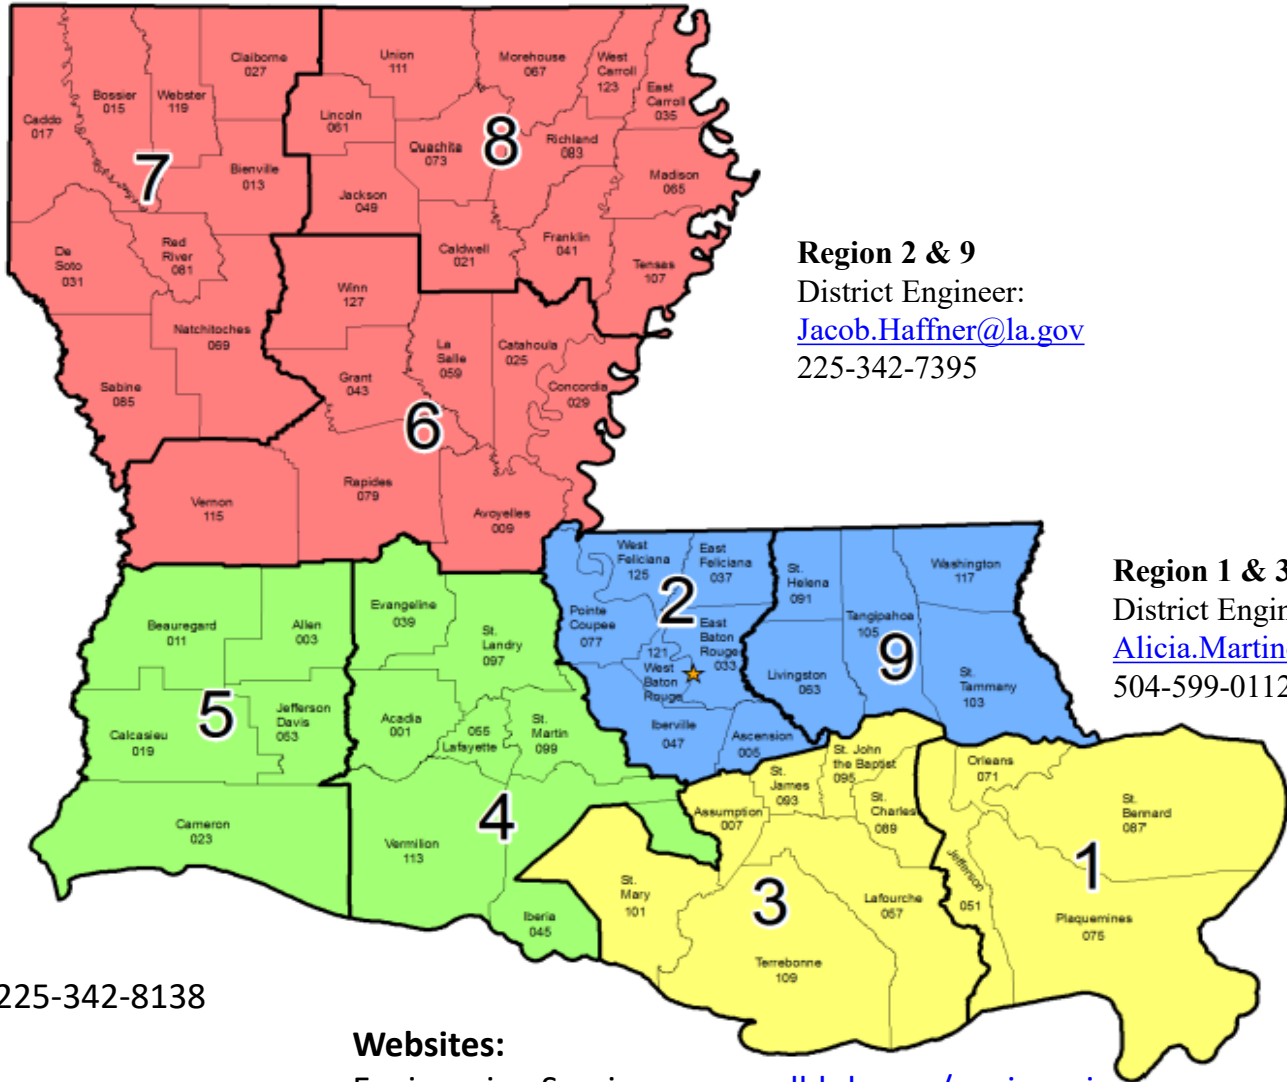 Claiborne
027
Union
111
Morehouse
067
West
Carroll
123
East
Carroll
035
Caddo
017
Bossier
015
Webster
119
Lincoln
061
Ouachita
073
8
Richland
083
7
Bienville
013
Jackson
049
Madison
065
De
Soto
031
Red
River
081
Caldwell
021
Franklin
041
Tensas
107
Winn
127
Natchitoches
069
La
Salle
059
Catahoula
025
Sabine
085
Grant
043
Concordia
029
6
Vernon
115
Rapides
079
Avoyelles
009
Region 2 & 9
District Engineer:
Jacob.Haffner@la.gov
225-342-7395
West
Feliciana
125
East
Feliciana
037
St.
Helena
091
Washington
117
2
Pointe
Coupee
077
East
Baton
Rouge
033
121
West
Baton
Rouge
Tangipahoa
105
9
Livingston
063
St.
Tammany
103
Iberville
047
Ascension
005
Region 1 & 3
District Engin
Alicia.Martin
504-599-0112
Beauregard
011
Allen
003
Evangeline
039
St.
Landry
097
5
Calcasieu
019
Jefferson
Davis
053
Acadia
001
055
Lafayette
St.
Martin
099
Cameron
023
4
Vermilion
113
Iberia
045
St. John
the Baptist
095
St.
James
093
St.
Charles
089
Assumption
007
Orleans
071
St.
Bernard
087
1
Jefferson
051
Plaquemines
075
St.
Mary
101
3
Lafourche
057
Terrebonne
109
225-342-8138
Websites: